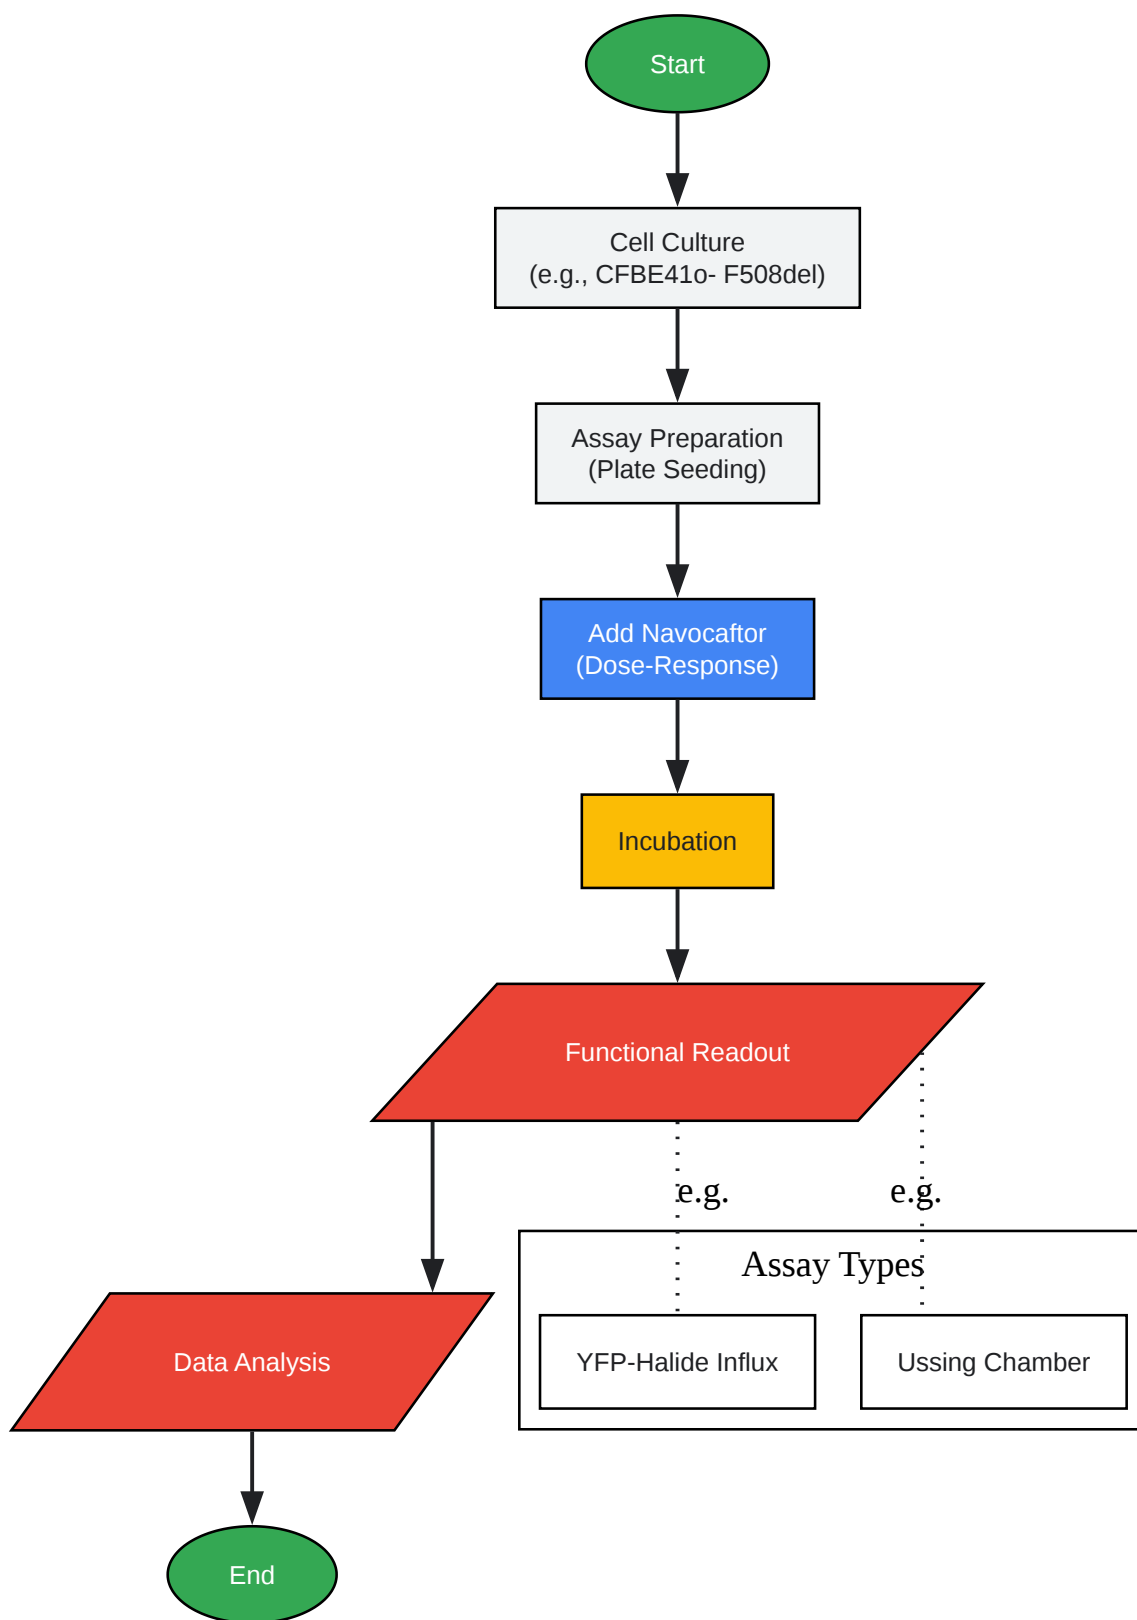 Start
Cell Culture
(e.g., CFBE41o- F508del)
Assay Preparation
(Plate Seeding)
Add Navocaftor
(Dose-Response)
Incubation
Functional Readout
e.g.
e.g.
Assay Types
Data Analysis
YFP-Halide Influx
Ussing Chamber
End